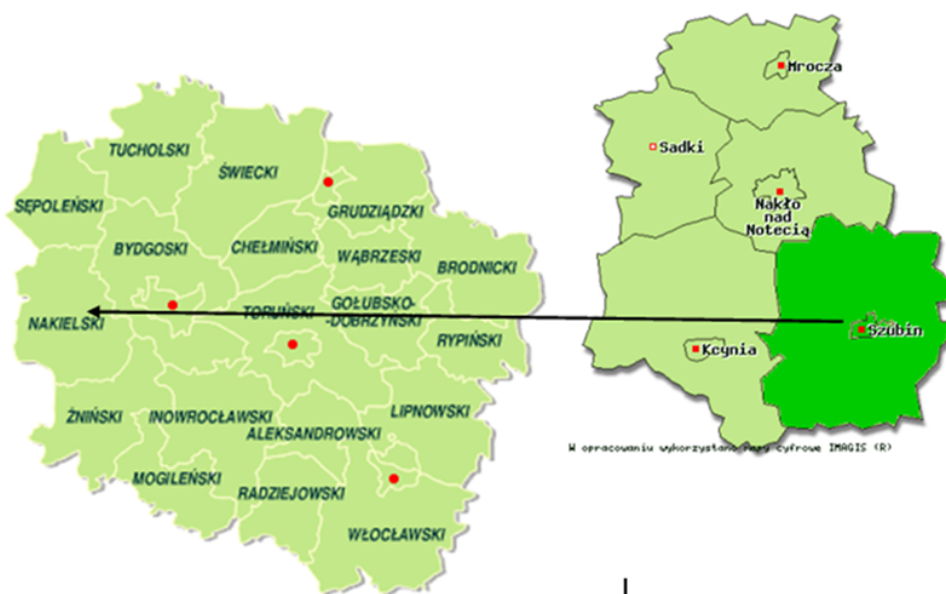 TUCHOLSKI
ŚWIECKI
SĘPOLEŃSKI
GRUDZIĄDZKI
BYDGOSKI
CHEŁMIŃSKI
WĄBRZESKI
BRODNICKI
NAKIELSKI
TORUŃSKI
GOŁUBSKO-
-DOBRZYŃSKI
RYPIŃSKI
ŻNIŃSKI
INOWROCŁAWSKI
LIPNOWSKI
ALEKSANDROWSKI
MOGILEŃSKI
RADZIEJOWSKI
WŁOCŁAWSKI
Mrocza
Sadki
Nakło
nad
Notecią
Szubin
Kcynia
W opracowaniu wykorzystano mapy cyfrowe IMAGIS (R)